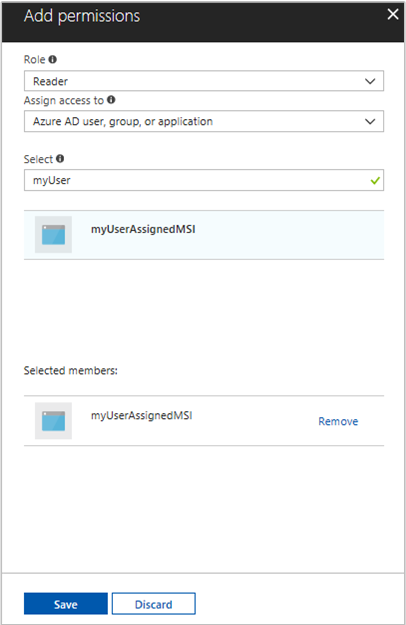 Add permissions
Role
Reader
Assign access to
Azure AD user, group, or application
Select
myUser
myUserAssignedMSI
Selected members:
myUserAssignedMSI
Remove
Save
Discard